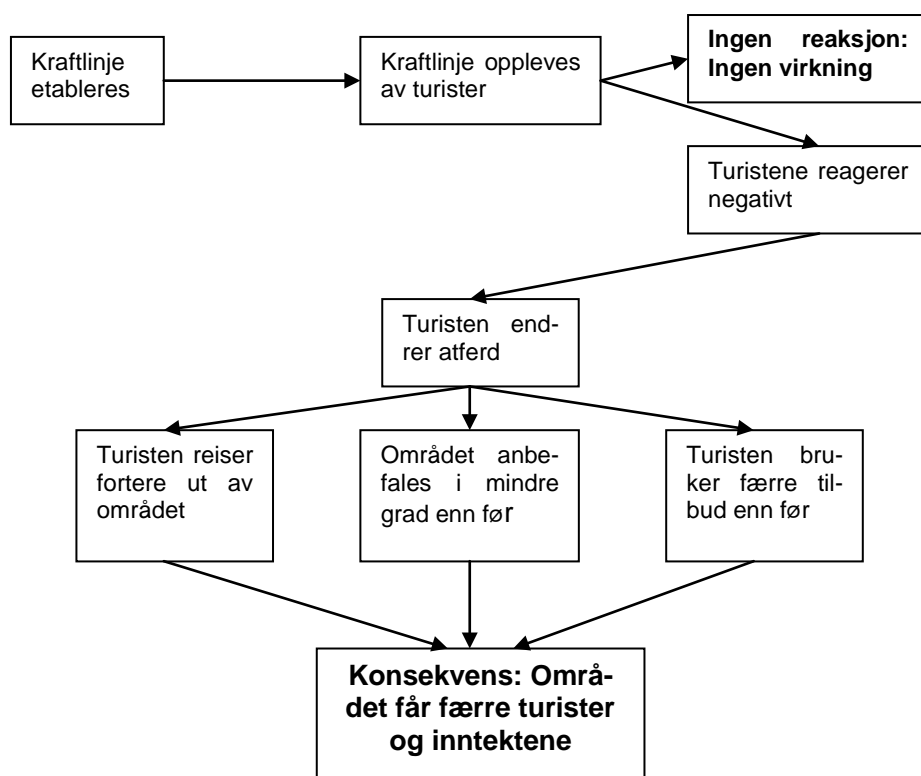 Kraftlinje
etableres
Kraftlinje oppleves
av turister
Ingen reaksjon:
Ingen virkning
Turistene reagerer
negativt
Turisten end-
rer atferd
Turisten reiser
fortere ut av
området
Området anbe-
fales i mindre
grad enn før
Turisten bru-
ker færre til-
bud enn før
Konsekvens: Områ-
det får færre turister
og inntektene